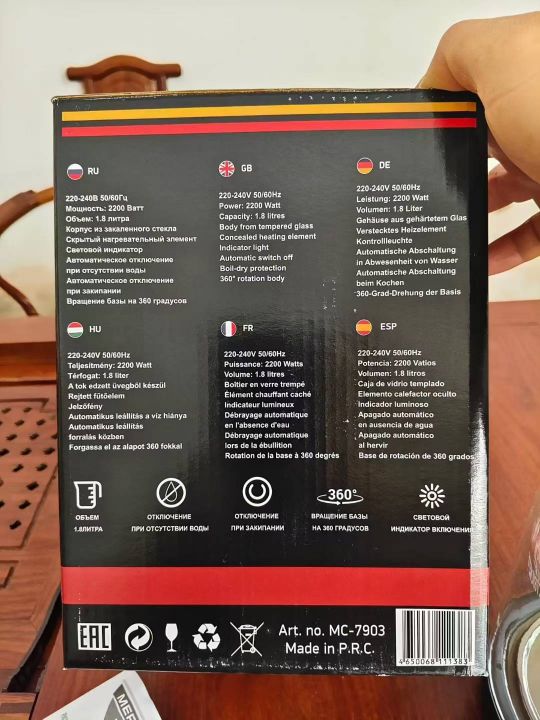 RU
220-240В 50/60Гц
Мощность: 2200 Ватт
Объем: 1.8 литра
Корпус из закаленного стекла
Скрытый нагревательный элемент
Световой индикатор
Автоматическое отключение
при отсутствии воды
Автоматическое отключение
при закипании
Вращение базы на 360 градусов
GB
220-240V 50/60Hz
Power: 2200 Watt
Capacity: 1.8 litres
Body from tempered glass
Concealed heating element
Indicator light
Automatic switch off
Boil-dry protection
360° rotation body
DE
220-240V 50/60Hz
Leistung: 2200 Watt
Volumen: 1.8 Liter
Gehäuse aus gehärtetem Glas
Verstecktes Heizelement
Kontrollleuchte
Automatische Abschaltung
in Abwesenheit von Wasser
Automatische Abschaltung
beim Kochen
360-Grad-Drehung der Basis
HU
220-240V 50/60Hz
Teljesítmény: 2200 Watt
Térfogat: 1.8 liter
A tok edzett üvegből készül
Rejtett fűtőelem
Jelzőfény
Automatikus leállítás a víz hiánya
Automatikus leállítás
forralás közben
Forgassa el az alapot 360 fokkal
FR
220-240V 50/60Hz
Puissance: 2200 Watts
Volume: 1.8 litres
Boîtier en verre trempé
Élément chauffant caché
Indicateur lumineux
Débrayage automatique
en l'absence d'eau
Débrayage automatique
lors de la ébullition
Rotation de la base à 360 degrés
ESP
220-240V 50/60Hz
Potencia: 2200 Vatios
Volumen: 1.8 litros
Caja de vidrio templado
Elemento calefactor oculto
Indicador luminoso
Apagado automático
en ausencia de agua
Apagado automático
al hervir
Base de rotación de 360 grados
ОБЪЕМ
1.8ЛИТРА
ОТКЛЮЧЕНИЕ
ПРИ ОТСУТСТВИИ ВОДЫ
ОТКЛЮЧЕНИЕ
ПРИ ЗАКИПАНИИ
360°
ВРАЩЕНИЕ БАЗЫ
НА 360 ГРАДУСОВ
СВЕТОВОЙ
ИНДИКАТОР ВКЛЮЧЕНИЯ
EAC
Art. no. MC-7903
Made in P.R.C.
4 650068 111383